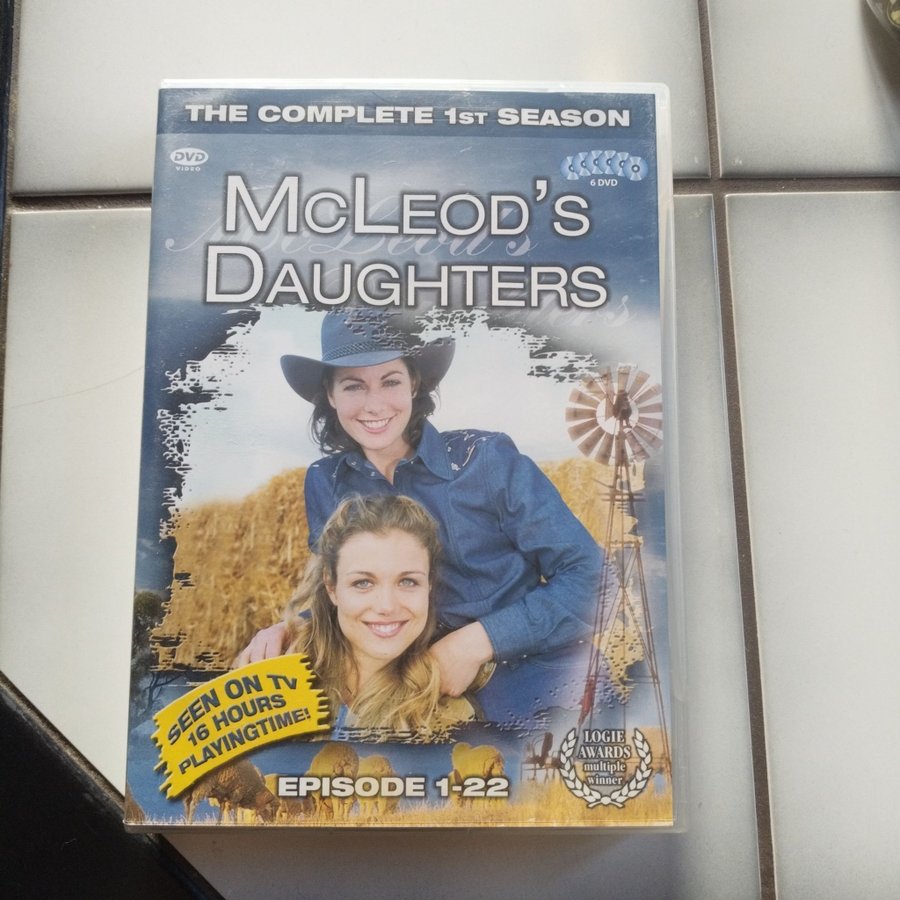 THE COMPLETE 1ST SEASON
DVD
VIDEO
6 DVD
McLeod's
Daughters
McLeod's
SEEN ON TV
16 HOURS
PLAYINGTIME!
LOGIE
AWARDS
multiple
winner
EPISODE 1-22